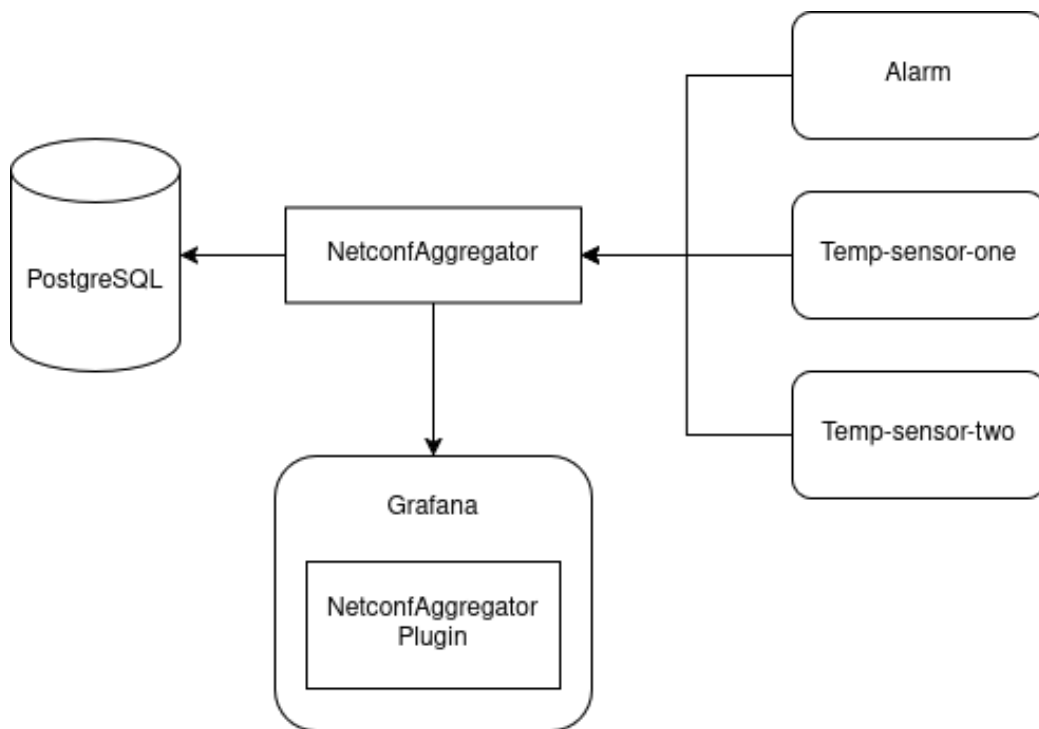 Alarm
PostgreSQL
NetconfAggregator
Temp-sensor-one
Temp-sensor-two
Grafana
NetconfAggregator
Plugin